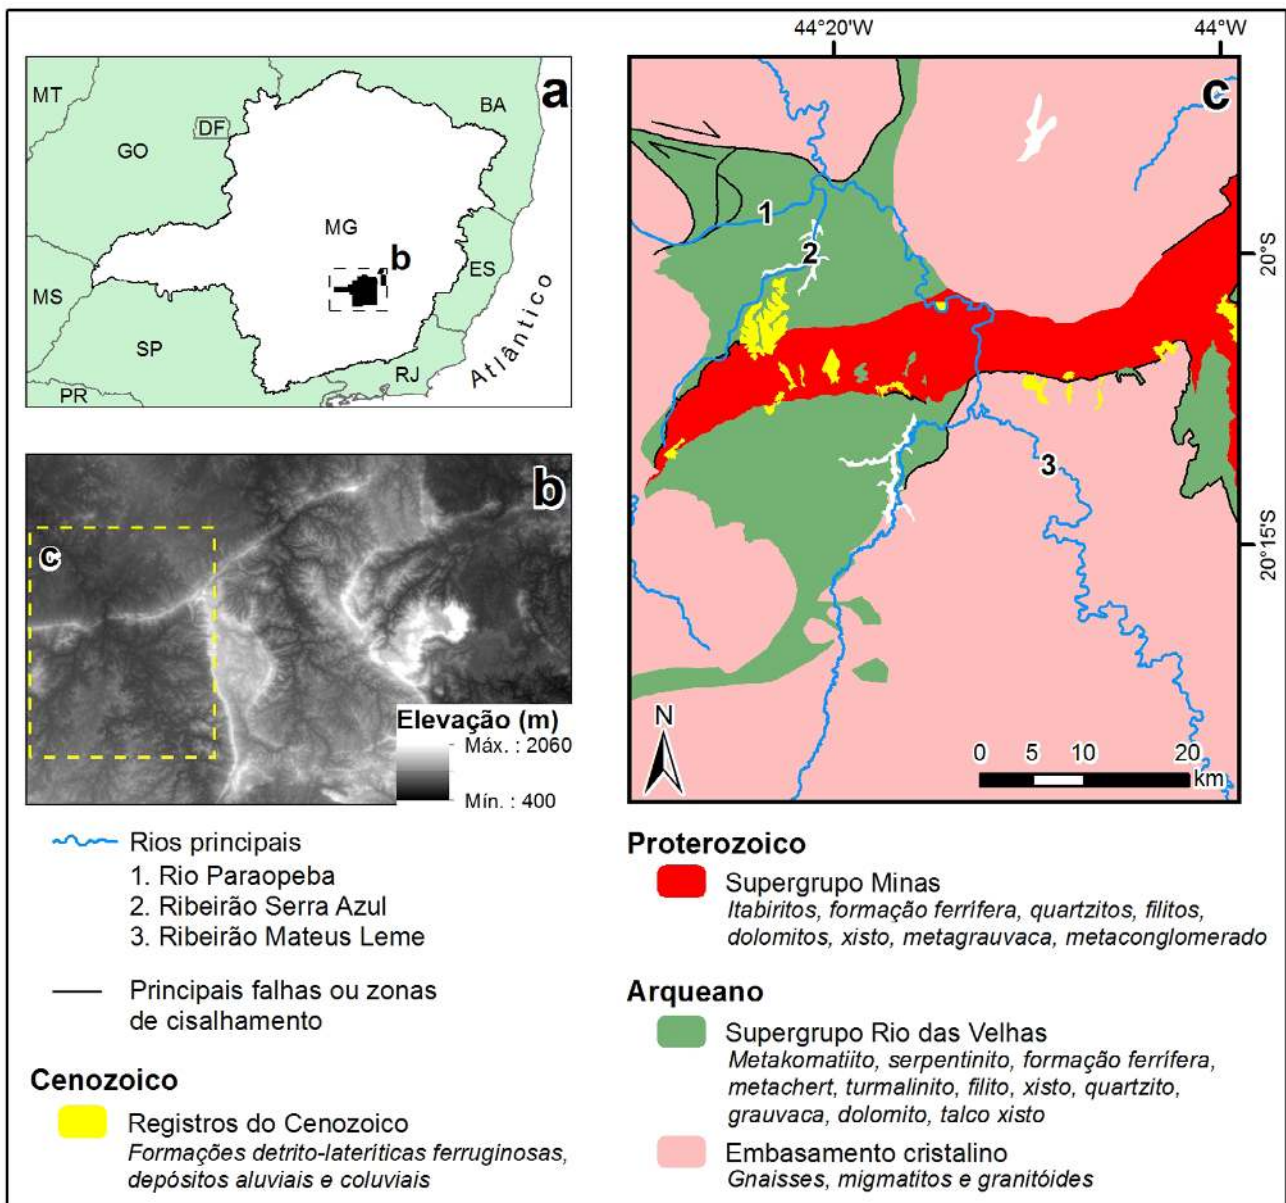 a
MT
BA
DF
GO
MG
b
ES
MS
SP
RJ
PR
Atlântico
b
c
Elevação (m)
Máx. : 2060
Mín. : 400
44°20'W
44°W
c
1
2
3
20°S
20°15'S
N
0 5 10 20
km
Rios principais
1. Rio Paraopeba
2. Ribeirão Serra Azul
3. Ribeirão Mateus Leme
Principais falhas ou zonas
de cisalhamento
Cenozoico
Registros do Cenozoico
Formações detrito-lateríticas ferruginosas,
depósitos aluviais e coluviais
Proterozoico
Supergrupo Minas
Itabiritos, formação ferrífera, quartzitos, filitos,
dolomitos, xisto, metagrauvaca, metaconglomerado
Arqueano
Supergrupo Rio das Velhas
Metakomatiito, serpentinito, formação ferrífera,
metachert, turmalinito, filito, xisto, quartzito,
grauvaca, dolomito, talco xisto
Embasamento cristalino
Gnaisses, migmatitos e granitóides